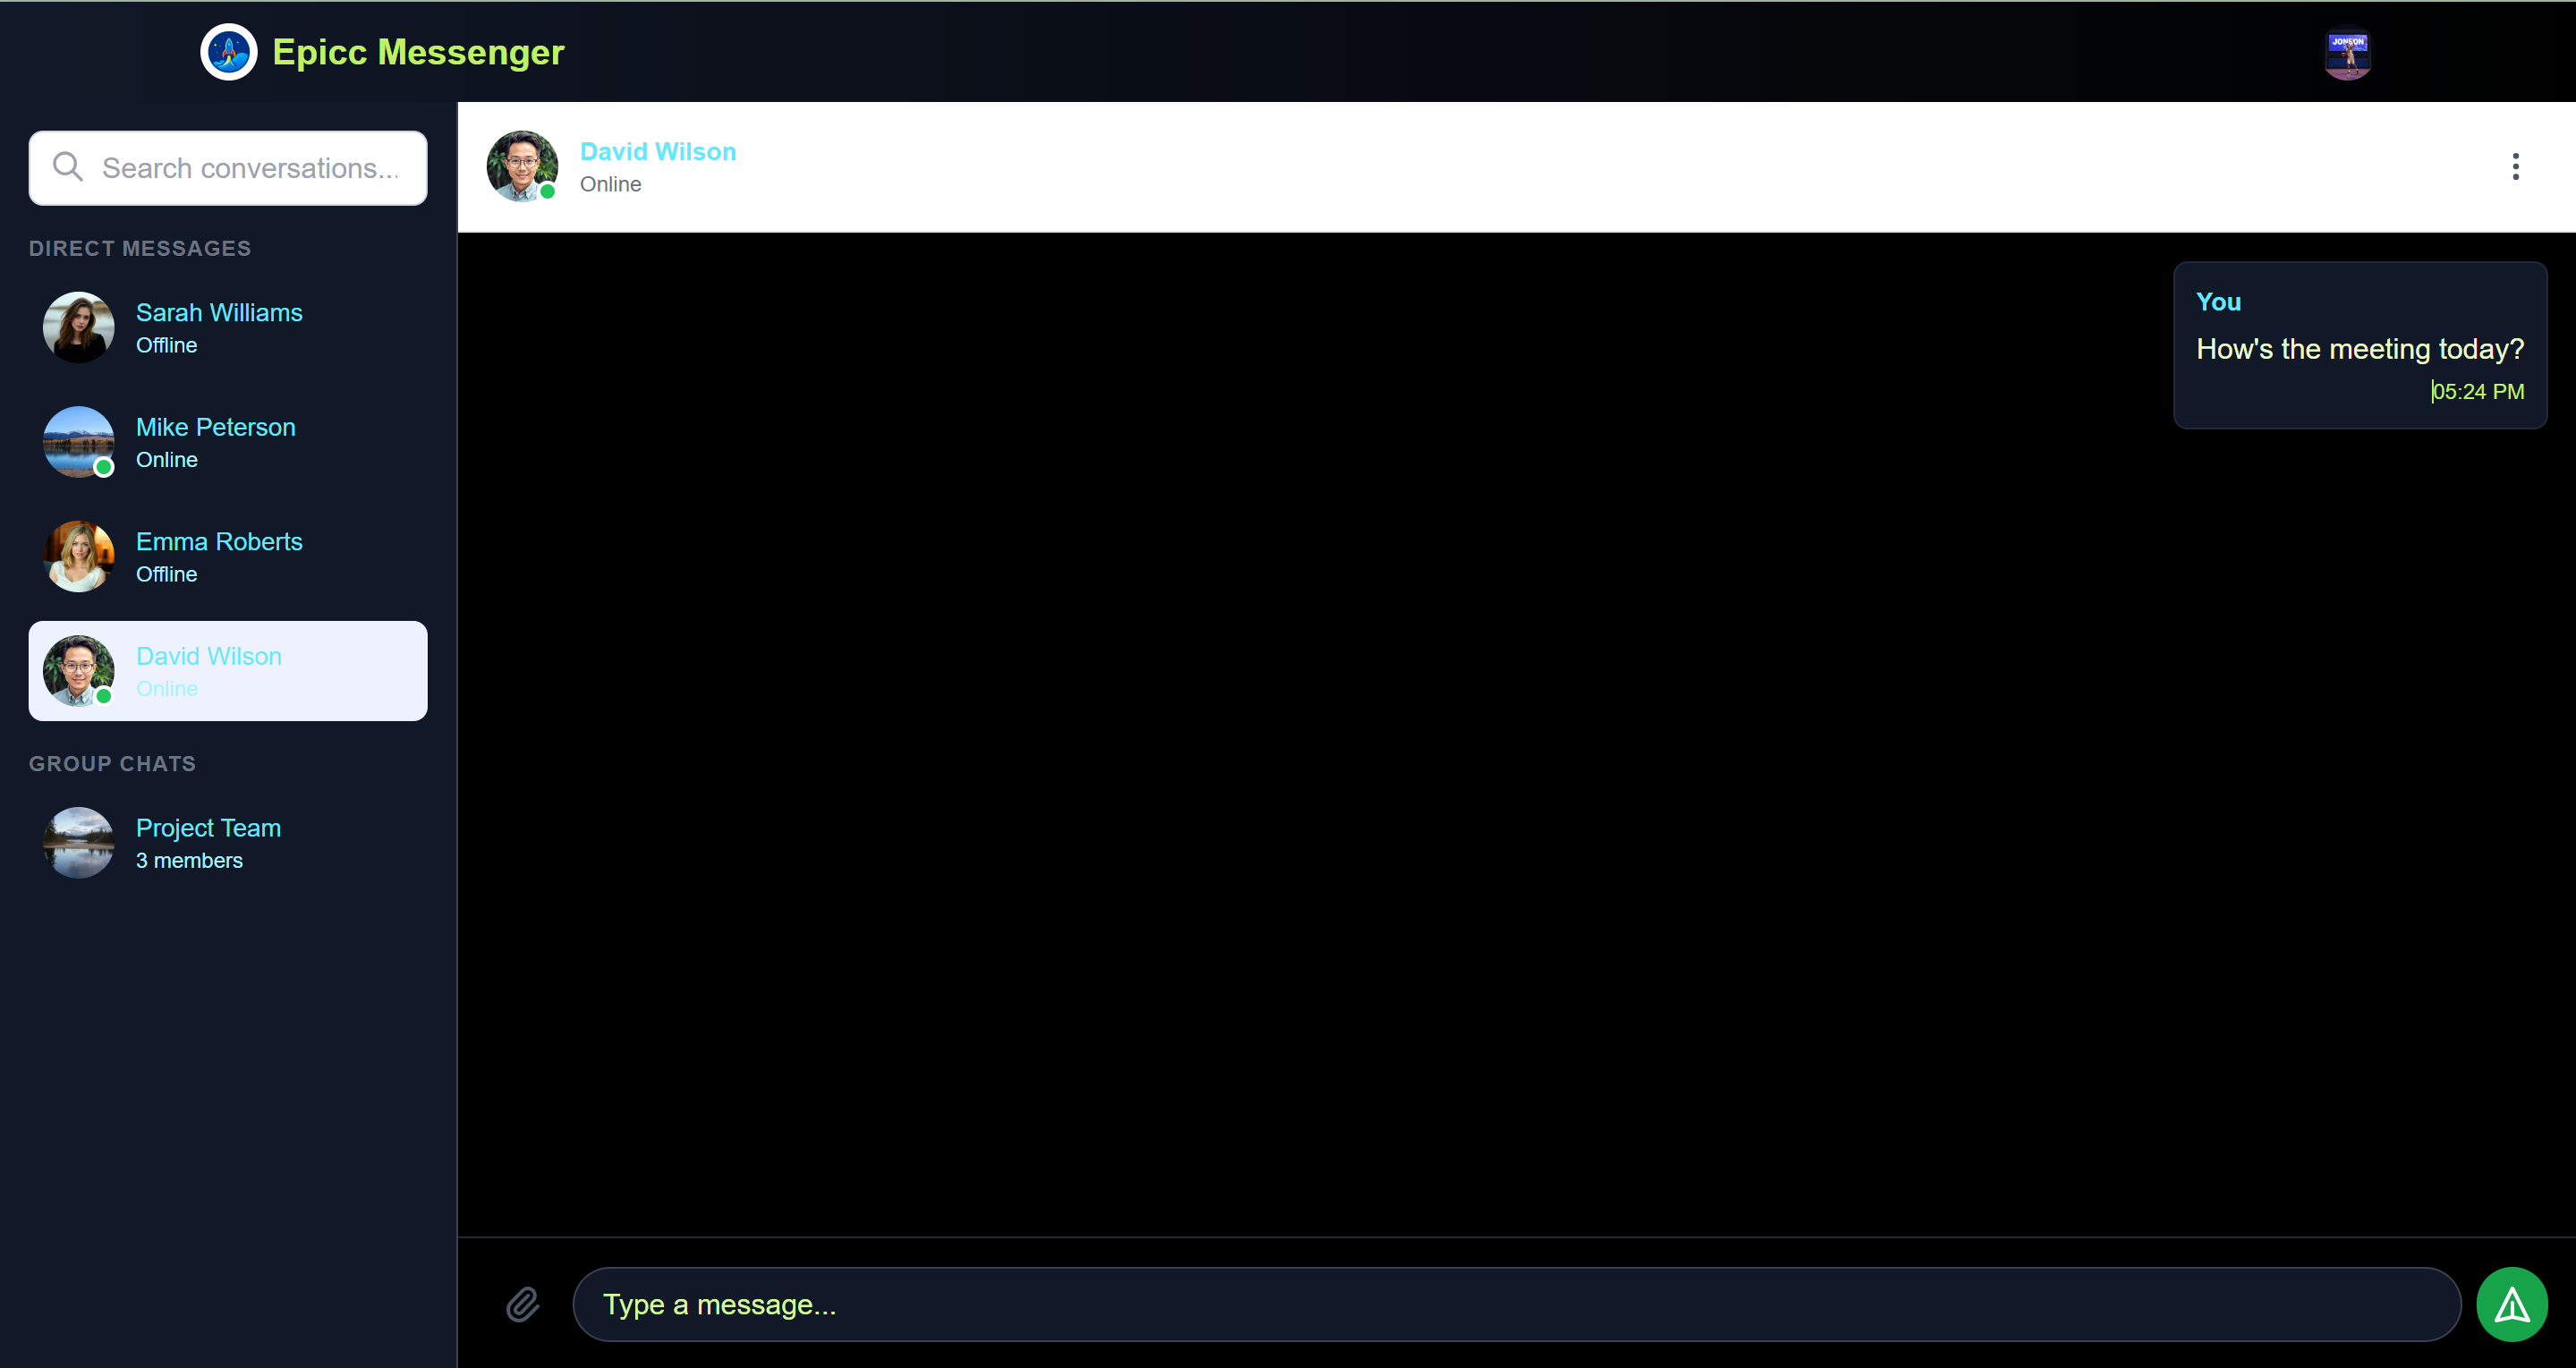 Epicc Messenger
JONSON
Search conversations...
DIRECT MESSAGES
Sarah Williams
Offline
Mike Peterson
Online
Emma Roberts
Offline
David Wilson
Online
GROUP CHATS
Project Team
3 members
David Wilson
Online
You
How's the meeting today?
05:24 PM
Type a message...